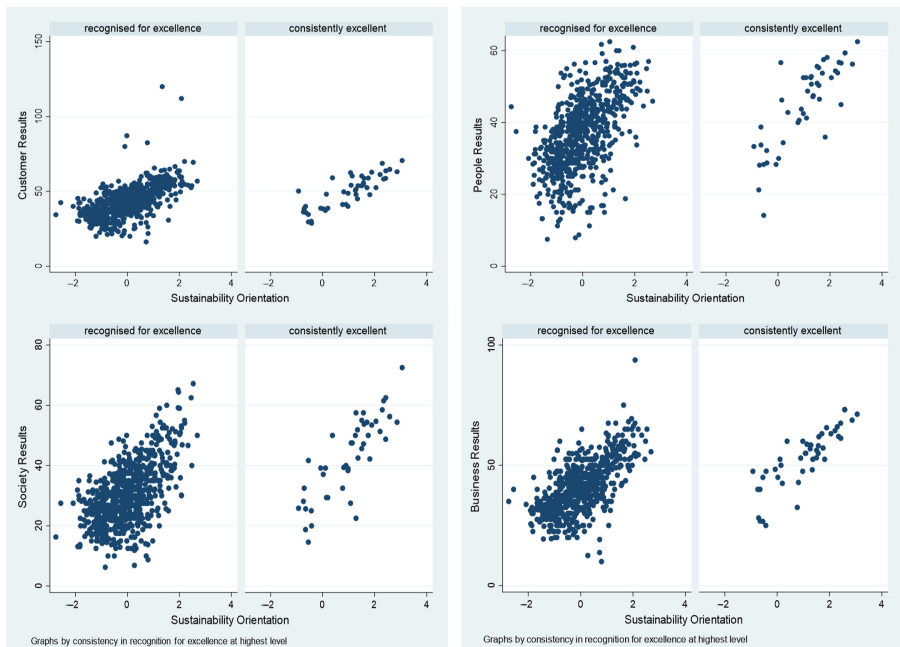 recognised for excellence consistently excellent
150
100
50
0
Customer Results
−2 0 2 4 −2 0 2 4
Sustainability Orientation
recognised for excellence consistently excellent
60
40
20
0
People Results
−2 0 2 4 −2 0 2 4
Sustainability Orientation
recognised for excellence consistently excellent
80
60
40
20
0
Society Results
−2 0 2 4 −2 0 2 4
Sustainability Orientation
Graphs by consistency in recognition for excellence at highest level
recognised for excellence consistently excellent
100
50
0
Business Results
−2 0 2 4 −2 0 2 4
Sustainability Orientation
Graphs by consistency in recognition for excellence at highest level